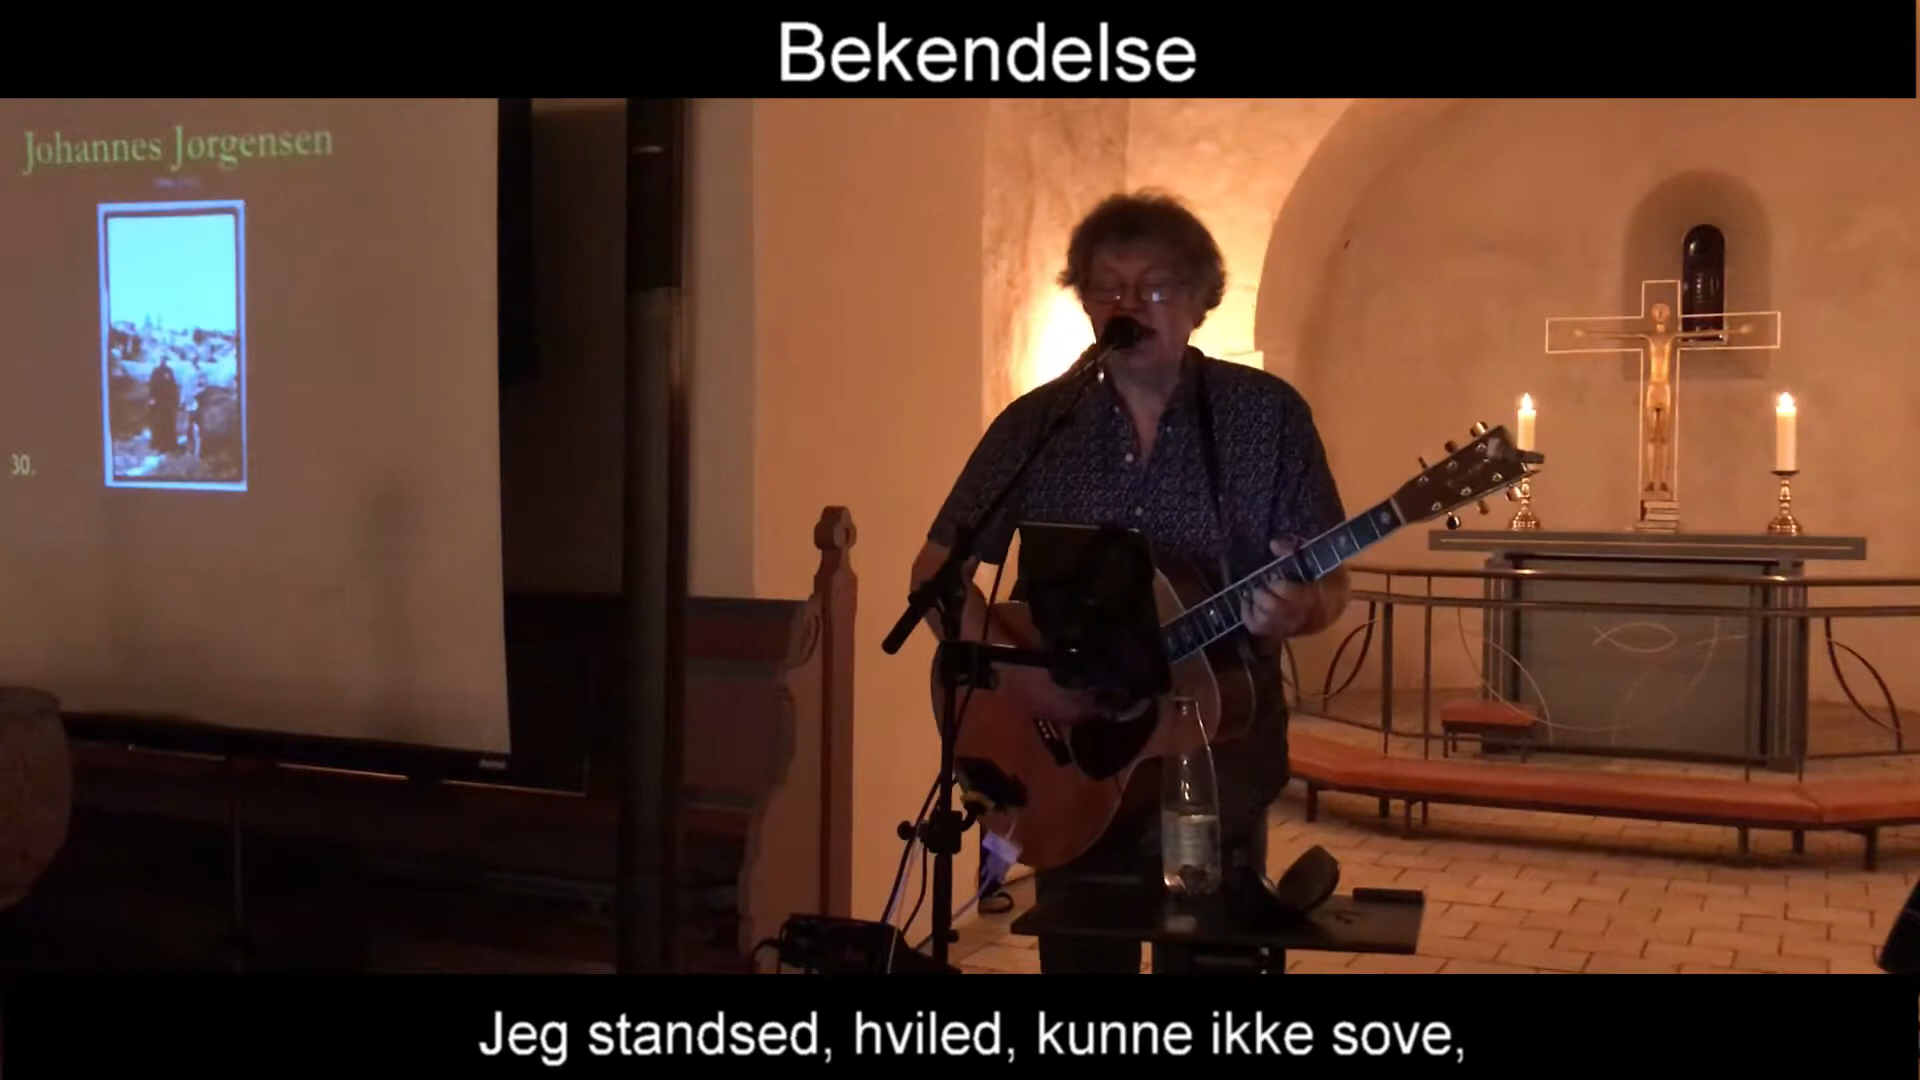 Bekendelse
Johannes Jørgensen
30.
Jeg standsed, hviled, kunne ikke sove,